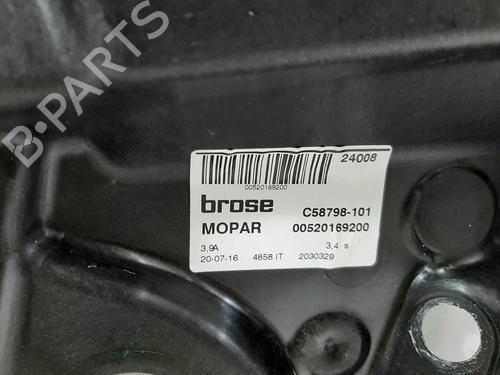 B-PARTS
24008
00520169200
brose C58798-101
MOPAR 00520169200
3,9A 3,4 s
20-07-16 4858 IT 2030329